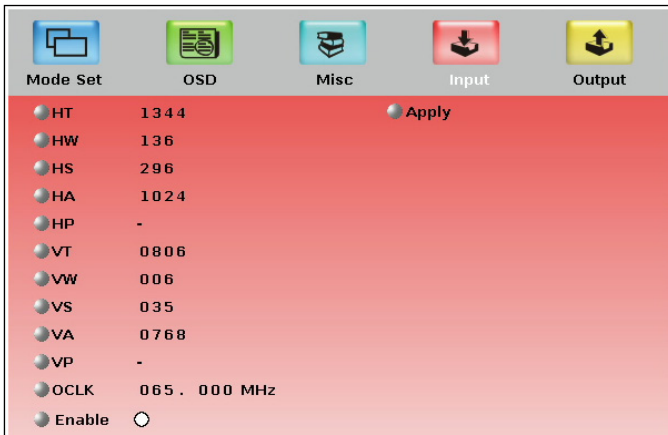 Mode Set OSD Misc Input Output
HT 1344 Apply
HW 136
HS 296
HA 1024
HP -
VT 0806
VW 006
VS 035
VA 0768
VP -
OCLK 065. 000 MHz
Enable